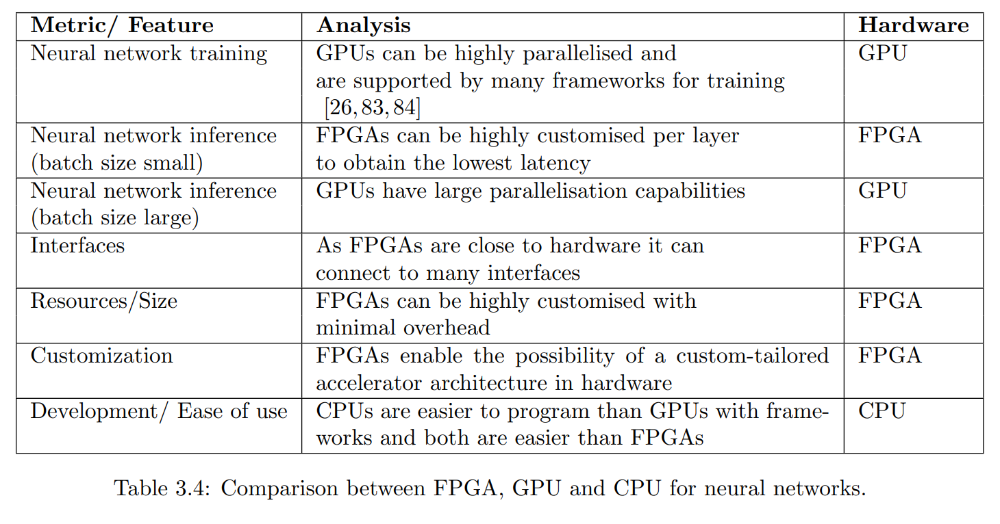 Metric/ Feature Analysis Hardware
Neural network training GPUs can be highly parallelised and GPU
are supported by many frameworks for training
[26, 83, 84]
Neural network inference FPGAs can be highly customised per layer FPGA
(batch size small) to obtain the lowest latency
Neural network inference GPUs have large parallelisation capabilities GPU
(batch size large)
Interfaces As FPGAs are close to hardware it can FPGA
connect to many interfaces
Resources/Size FPGAs can be highly customised with FPGA
minimal overhead
Customization FPGAs enable the possibility of a custom-tailored FPGA
accelerator architecture in hardware
Development/ Ease of use CPUs are easier to program than GPUs with frame- CPU
works and both are easier than FPGAs
Table 3.4: Comparison between FPGA, GPU and CPU for neural networks.